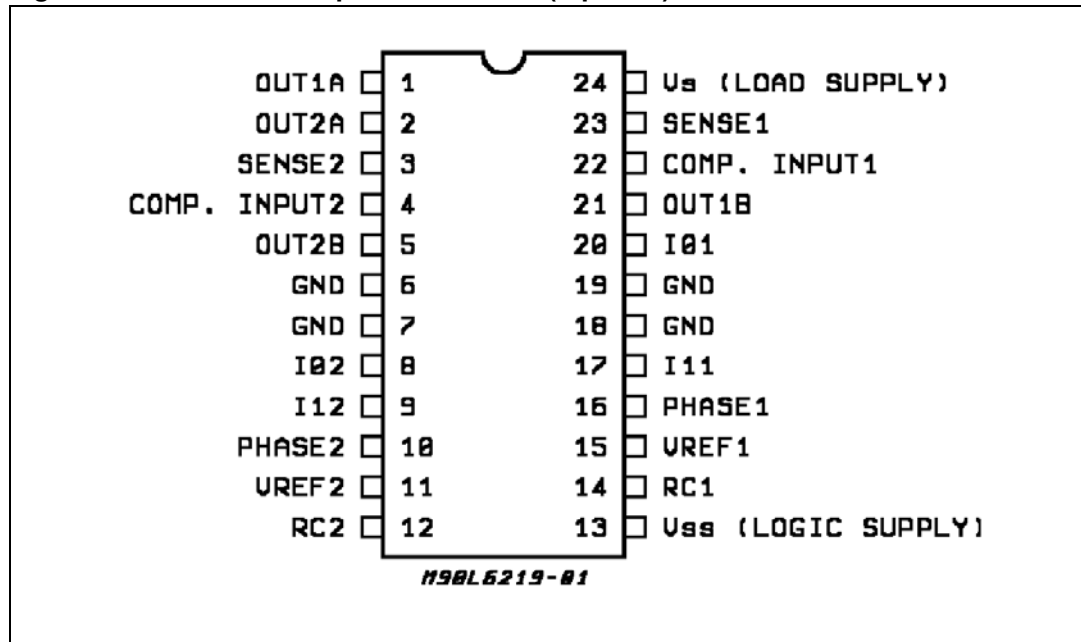 OUT1A 1 24 Vs (LOAD SUPPLY)
OUT2A 2 23 SENSE1
SENSE2 3 22 COMP. INPUT1
COMP. INPUT2 4 21 OUT1B
OUT2B 5 20 I01
GND 6 19 GND
GND 7 18 GND
I02 8 17 I11
I12 9 16 PHASE1
PHASE2 10 15 VREF1
VREF2 11 14 RC1
RC2 12 13 Vss (LOGIC SUPPLY)
M90L6219-01